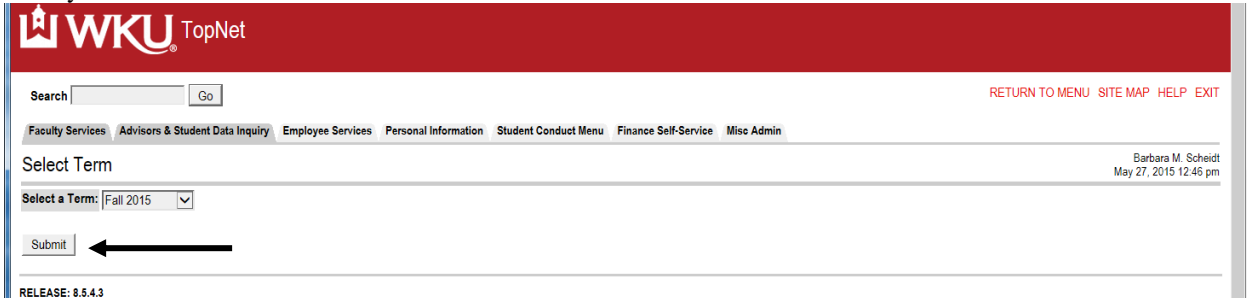 WKU® TopNet
Search Go RETURN TO MENU SITE MAP HELP EXIT
Faculty Services Advisors & Student Data Inquiry Employee Services Personal Information Student Conduct Menu Finance Self-Service Misc Admin
Select Term
Barbara M. Scheidt
May 27, 2015 12:46 pm
Select a Term: Fall 2015
Submit
RELEASE: 8.5.4.3